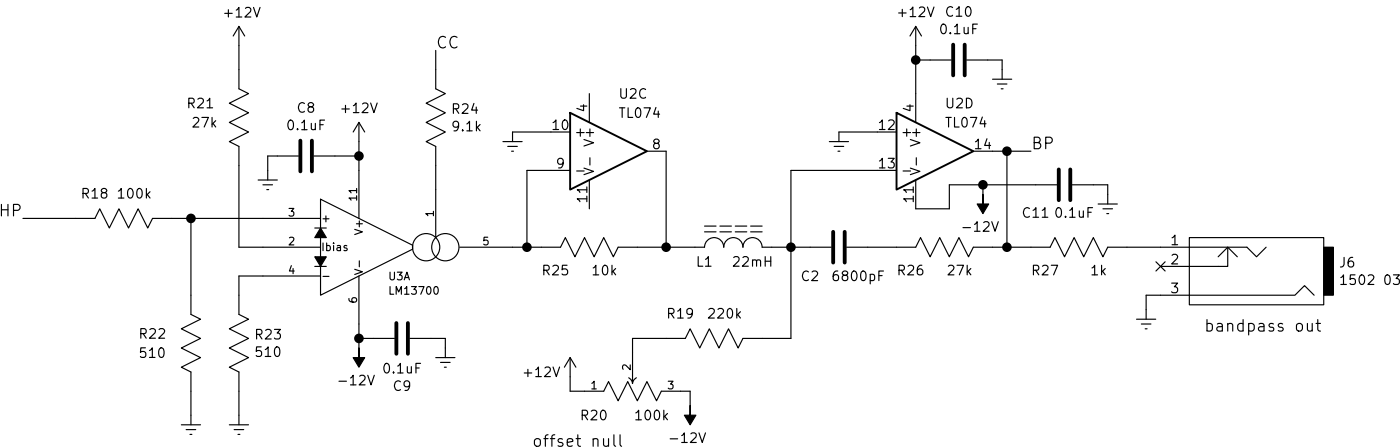 +12V
R21
27k
C8
0.1uF
+12V
CC
R24
9.1k
HP
R18 100k
3
2
4
+
Ibias
−
11
V+
V-
6
1
5
U3A
LM13700
R22
510
R23
510
-12V
0.1uF
C9
U2C
TL074
10
9
8
4
11
++
V
V-
R25 10k
L1 22mH
R19 220k
+12V
1
2
3
R20 100k
-12V
offset null
+12V
C10
0.1uF
U2D
TL074
12
13
14
4
11
++
V
V-
BP
C11 0.1uF
-12V
C2 6800pF
R26 27k
R27 1k
1
2
3
J6
1502 03
bandpass out